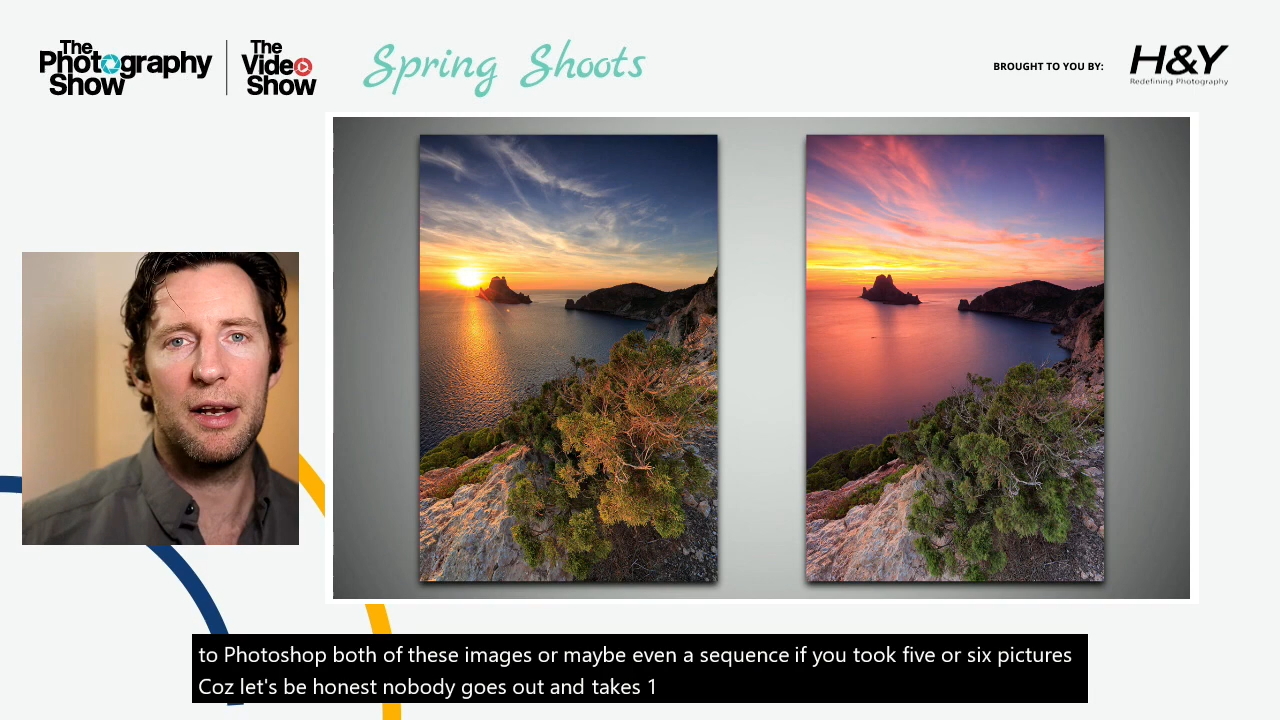 The
Photography
Show
The
Video
Show
Spring Shoots
BROUGHT TO YOU BY:
H&Y
Redefining Photography
to Photoshop both of these images or maybe even a sequence if you took five or six pictures
Coz let's be honest nobody goes out and takes 1